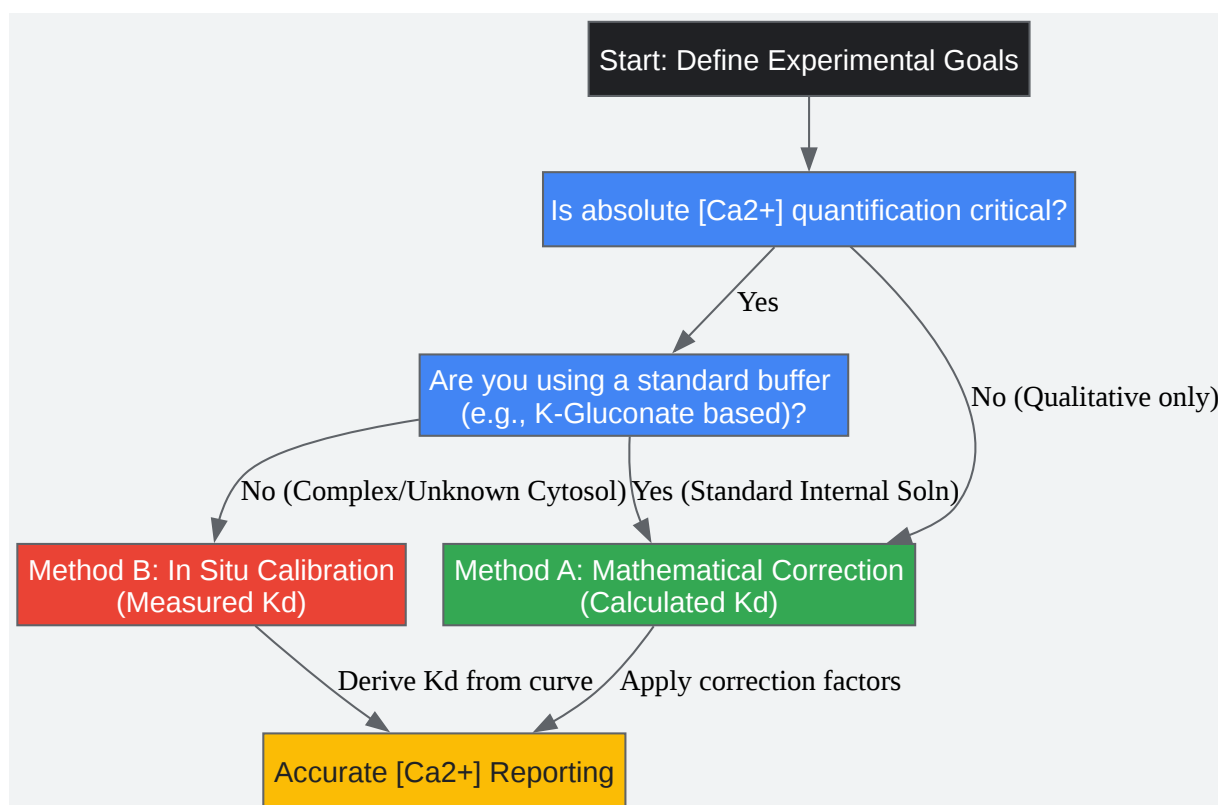 Start: Define Experimental Goals
Is absolute [Ca2+] quantification critical?
Yes
Are you using a standard buffer
(e.g., K-Gluconate based)?
No (Qualitative only)
No (Complex/Unknown Cytosol)
Yes (Standard Internal Soln)
Method B: In Situ Calibration
(Measured Kd)
Method A: Mathematical Correction
(Calculated Kd)
Derive Kd from curve
Apply correction factors
Accurate [Ca2+] Reporting